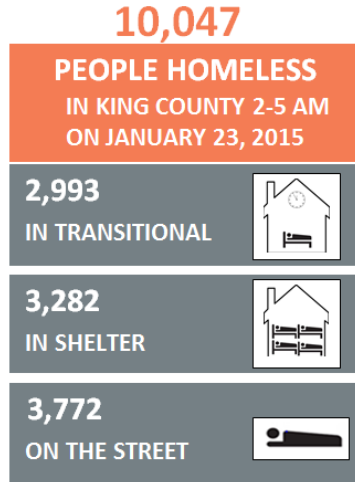 10,047
PEOPLE HOMELESS
IN KING COUNTY 2-5 AM
ON JANUARY 23, 2015
2,993
IN TRANSITIONAL
3,282
IN SHELTER
3,772
ON THE STREET